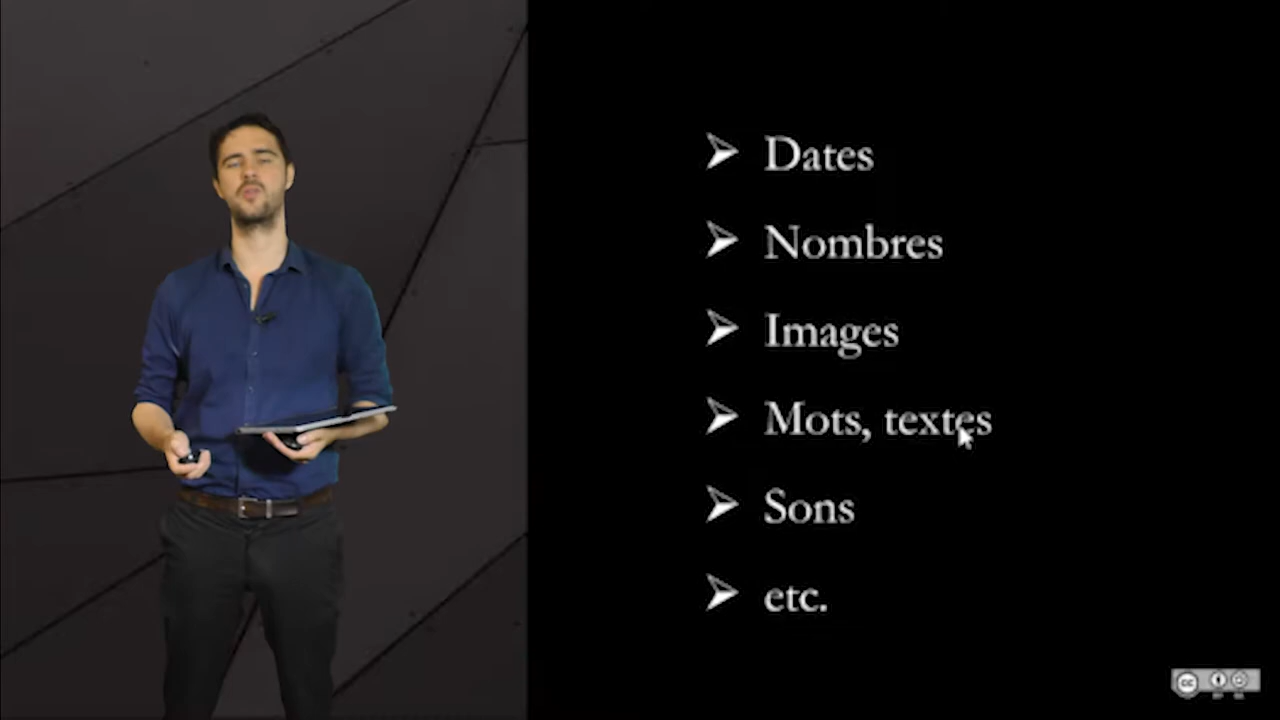 Dates
Nombres
Images
Mots, textes
Sons
etc.